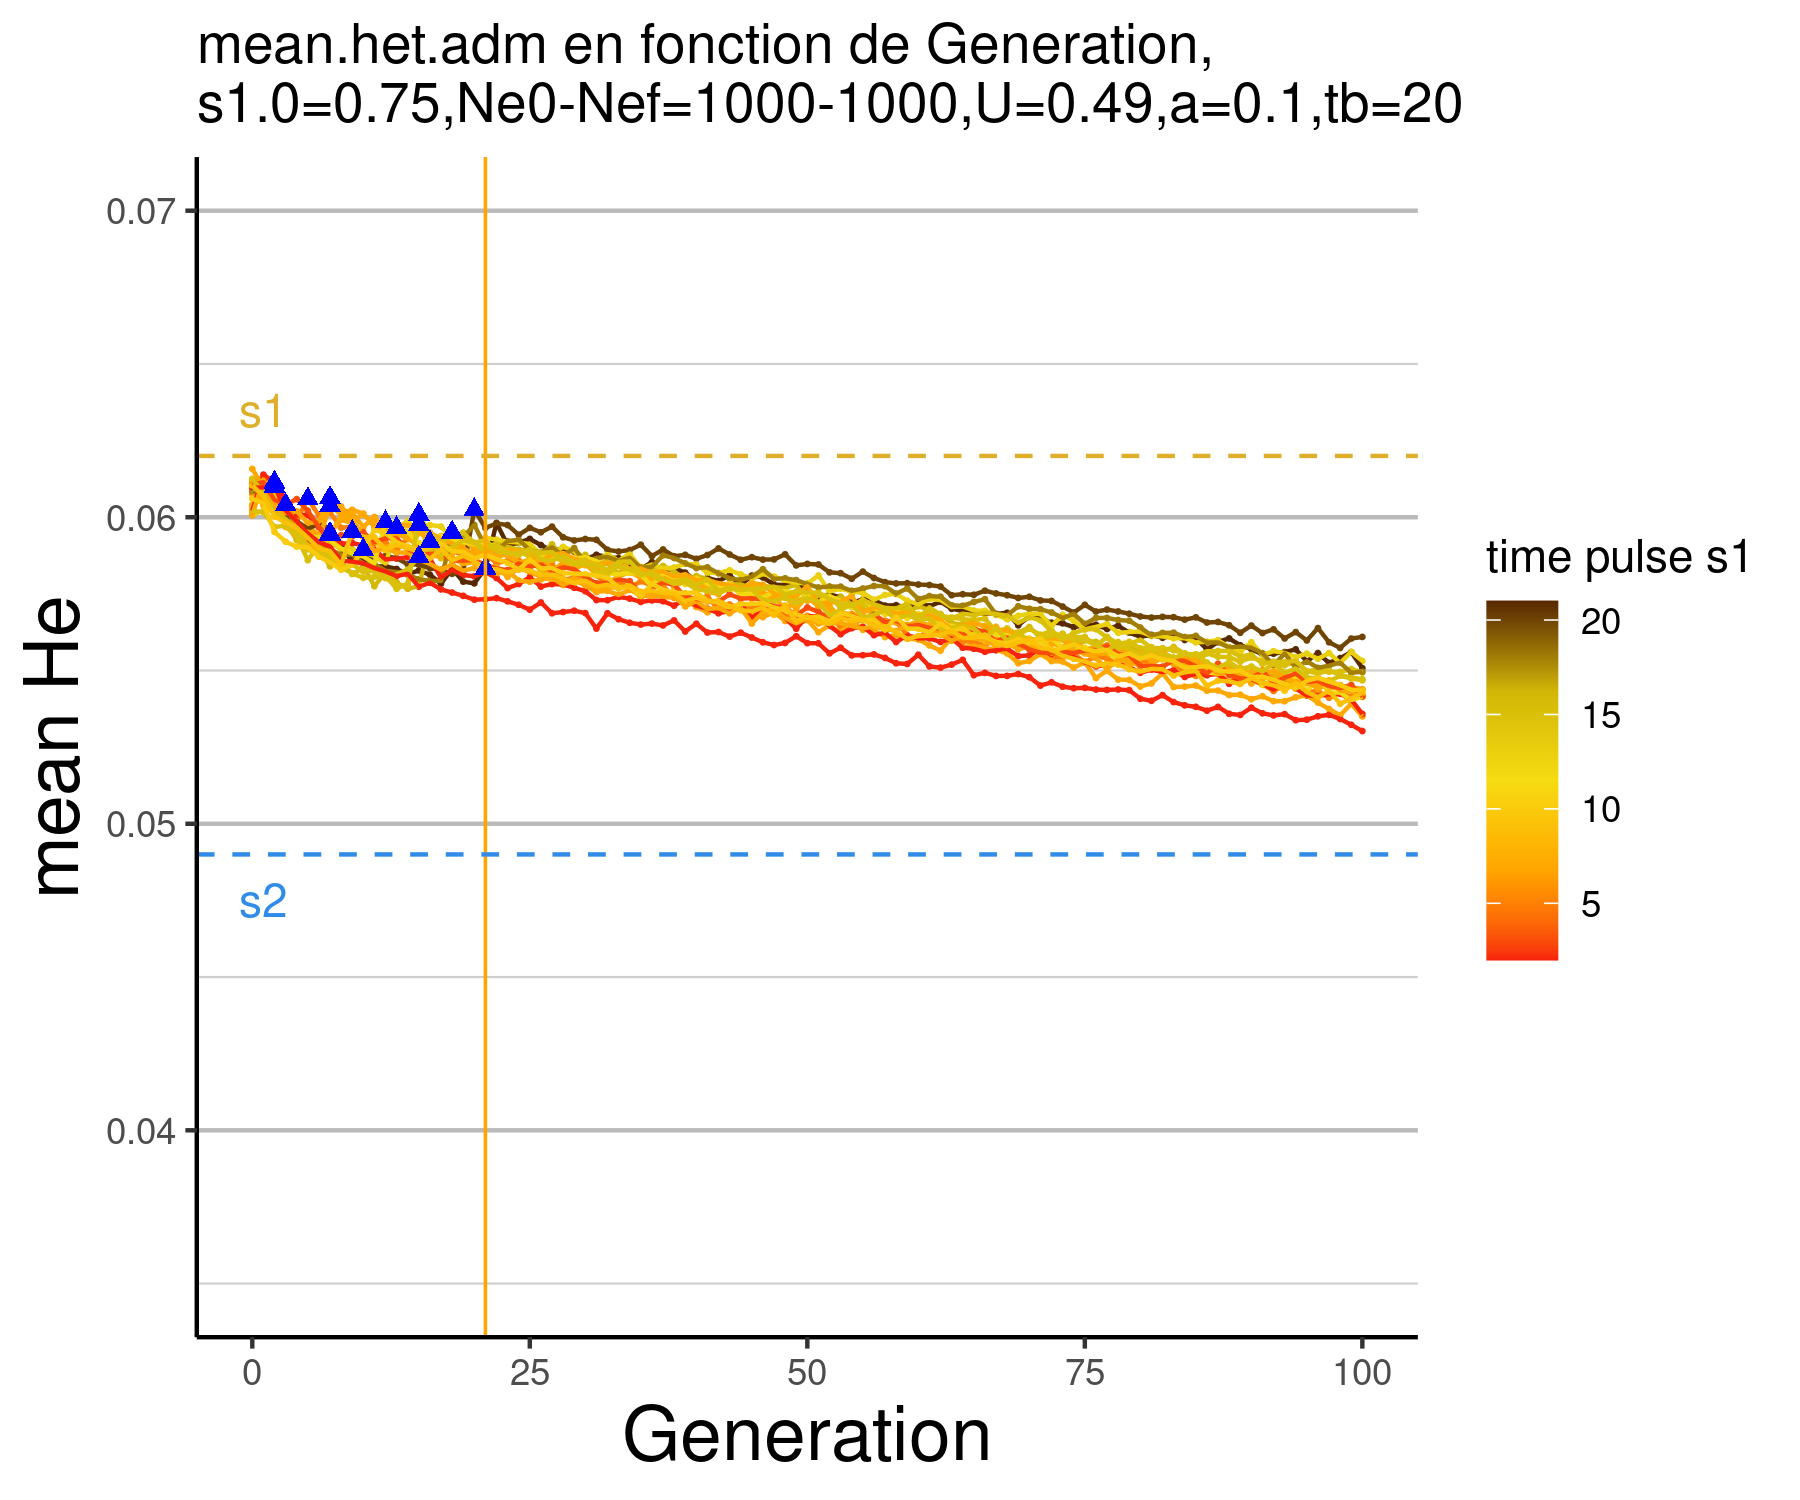 mean.het.adm en fonction de Generation,
s1.0=0.75,Ne0-Nef=1000-1000,U=0.49,a=0.1,tb=20
mean He
0.07
0.06
0.05
0.04
s1
s2
0
25
50
75
100
Generation
time pulse s1
20
15
10
5